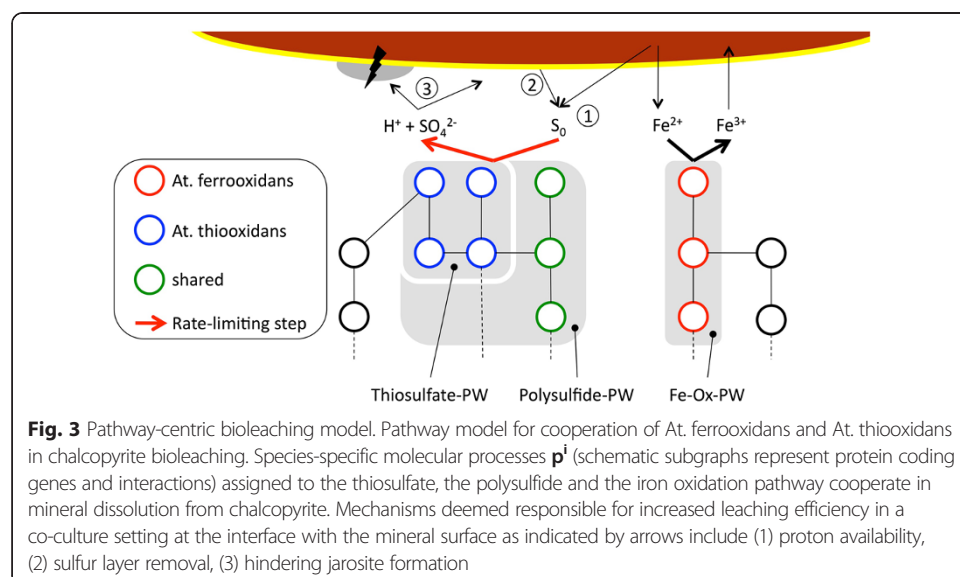 ③
②
①
H⁺ + SO₄²⁻
S₀
Fe²⁺
Fe³⁺
At. ferrooxidans
At. thiooxidans
shared
Rate-limiting step
Thiosulfate-PW
Polysulfide-PW
Fe-Ox-PW
Fig. 3 Pathway-centric bioleaching model. Pathway model for cooperation of At. ferrooxidans and At. thiooxidans
in chalcopyrite bioleaching. Species-specific molecular processes pⁱ (schematic subgraphs represent protein coding
genes and interactions) assigned to the thiosulfate, the polysulfide and the iron oxidation pathway cooperate in
mineral dissolution from chalcopyrite. Mechanisms deemed responsible for increased leaching efficiency in a
co-culture setting at the interface with the mineral surface as indicated by arrows include (1) proton availability,
(2) sulfur layer removal, (3) hindering jarosite formation